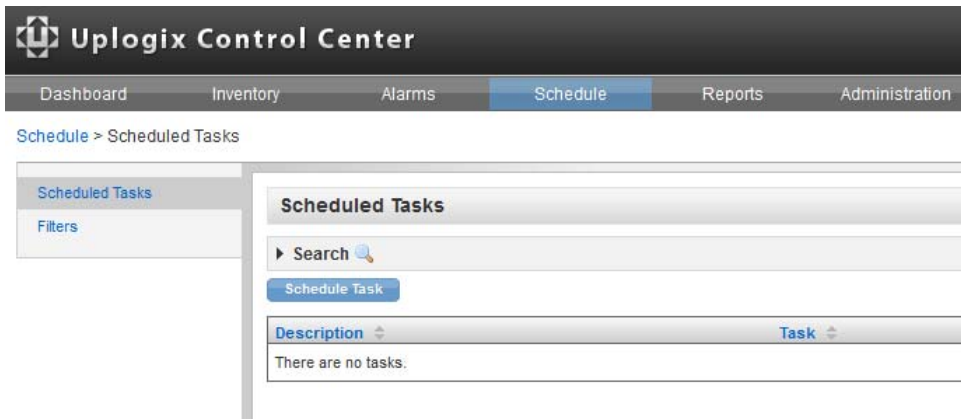 Uplogix Control Center
Dashboard Inventory Alarms Schedule Reports Administration
Schedule > Scheduled Tasks
Scheduled Tasks
Filters
Scheduled Tasks
Search
Schedule Task
Description Task
There are no tasks.